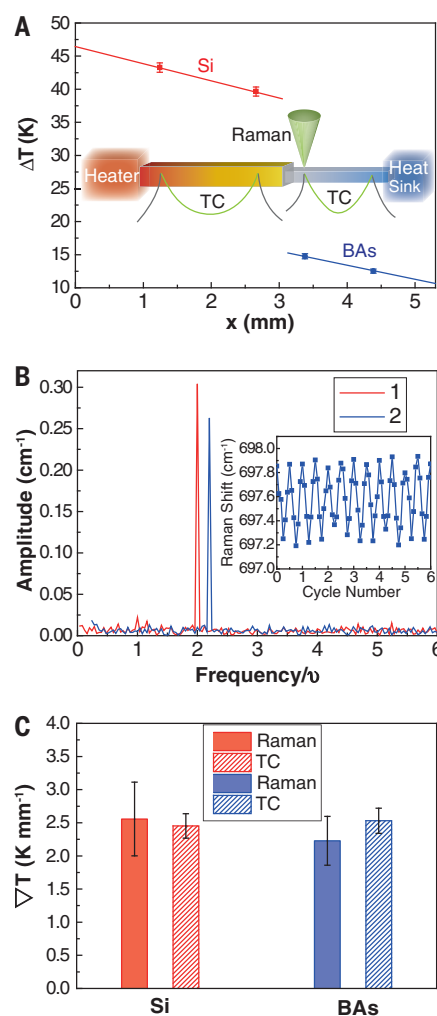 A
50
45
40
35
30
25
20
15
10
ΔT (K)
Si
Raman
Heater
TC
TC
Heat
Sink
BAs
0 1 2 3 4 5
x (mm)
B
0.30
0.25
0.20
0.15
0.10
0.05
0.00
Amplitude (cm⁻¹)
1
2
698.0
697.8
697.6
697.4
697.2
697.0
Raman Shift (cm⁻¹)
0 1 2 3 4 5 6
Cycle Number
0 1 2 3 4 5 6
Frequency/υ
C
4.0
3.5
3.0
2.5
2.0
1.5
1.0
0.5
0.0
▽T (K mm⁻¹)
Raman
TC
Raman
TC
Si BAs